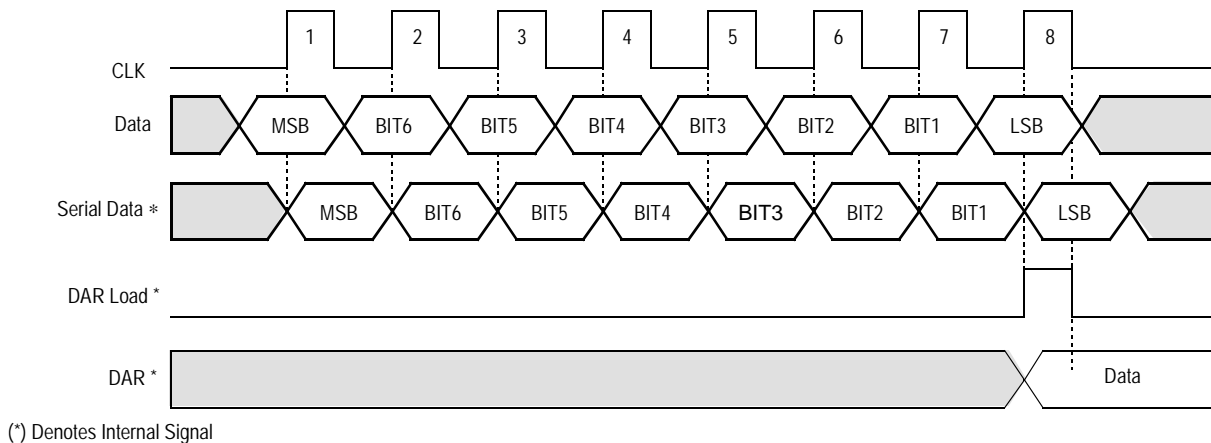 1 2 3 4 5 6 7 8
CLK
Data MSB BIT6 BIT5 BIT4 BIT3 BIT2 BIT1 LSB
Serial Data * MSB BIT6 BIT5 BIT4 BIT3 BIT2 BIT1 LSB
DAR Load *
DAR * Data
(*) Denotes Internal Signal